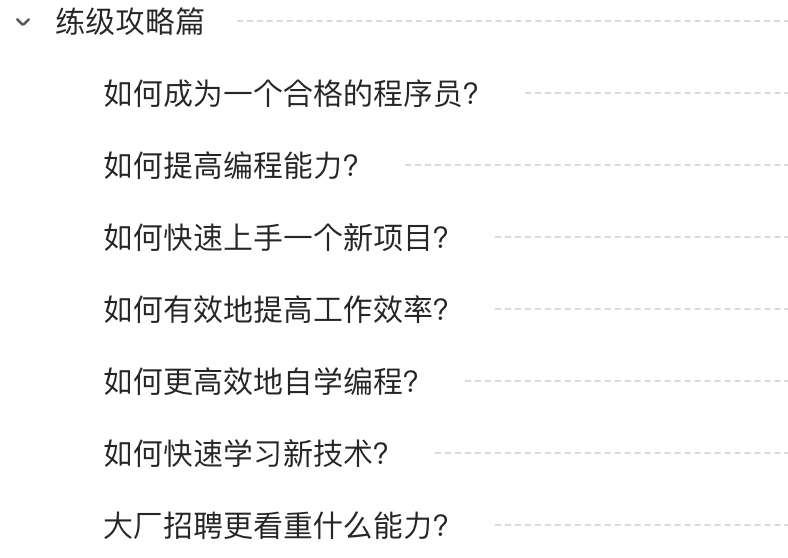 练级攻略篇
如何成为一个合格的程序员?
如何提高编程能力?
如何快速上手一个新项目?
如何有效地提高工作效率?
如何更高效地自学编程?
如何快速学习新技术?
大厂招聘更看重什么能力?